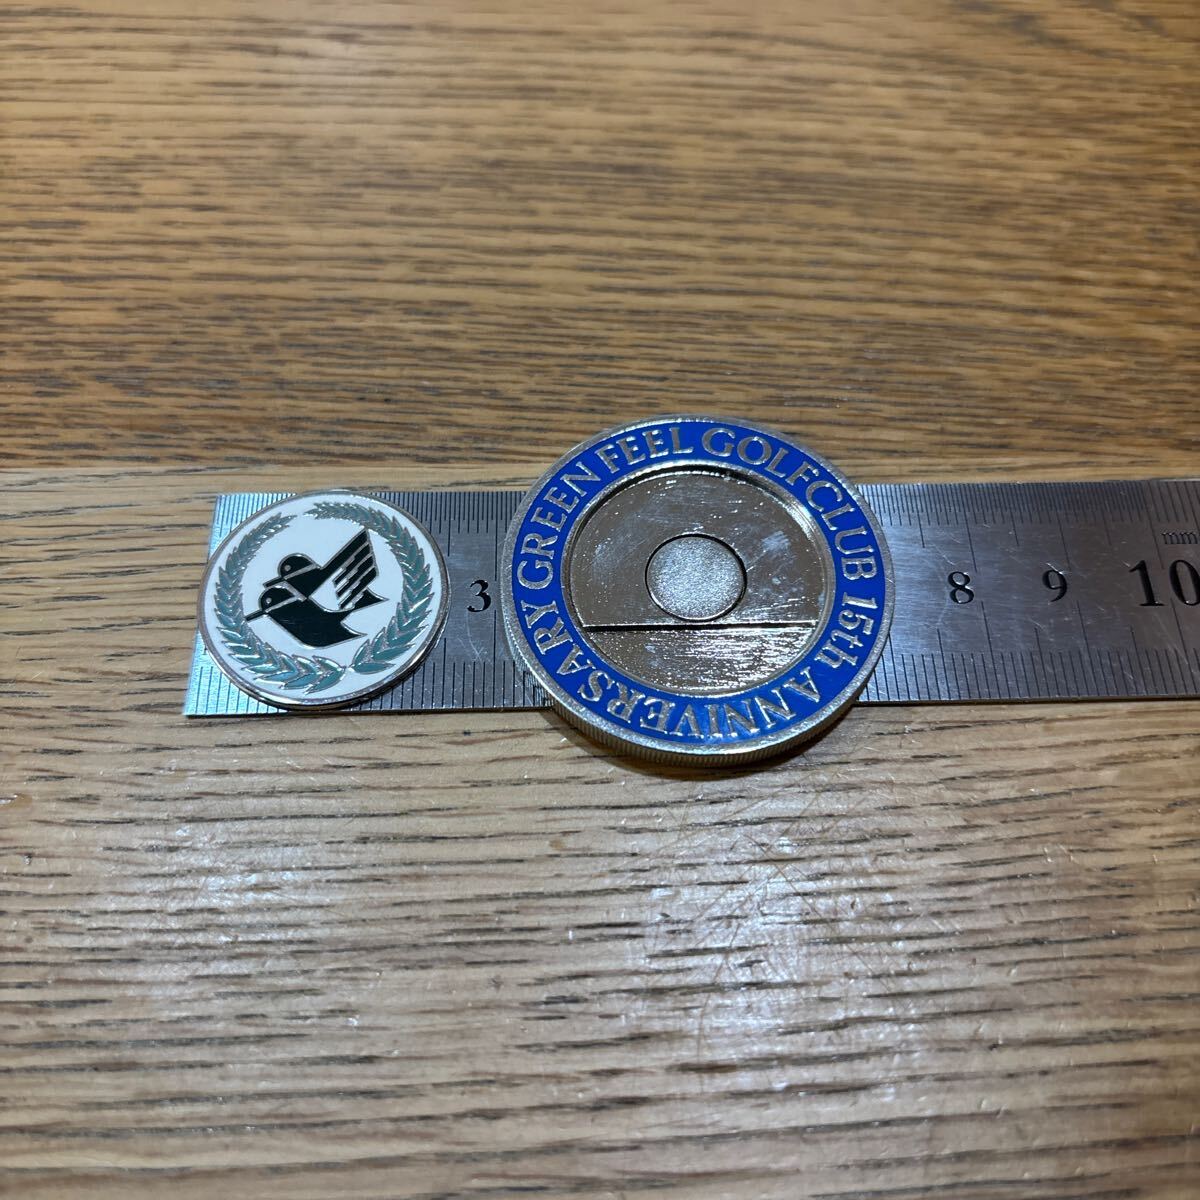 GREEN FEEL GOLFCLUB 15th ANNIVERSARY
3 8 9 10
mm